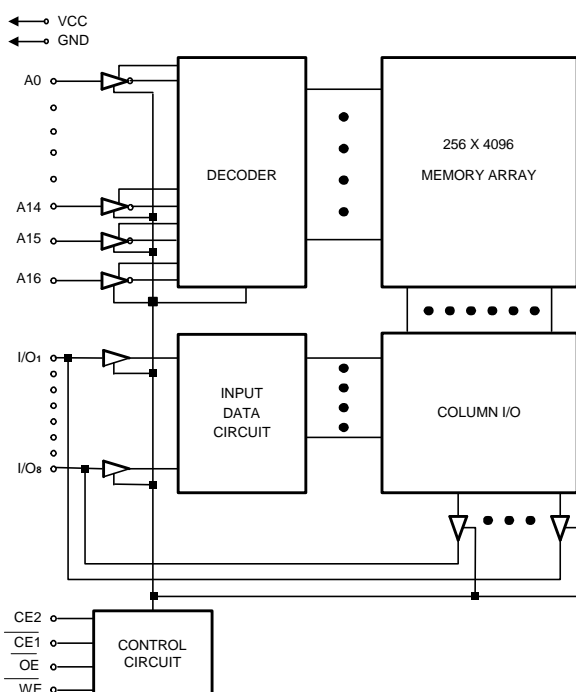 VCC
GND
A0
A14
A15
A16
DECODER
256 X 4096
MEMORY ARRAY
I/O1
I/O8
INPUT
DATA
CIRCUIT
COLUMN I/O
CE2
CE1
OE
WE
CONTROL
CIRCUIT